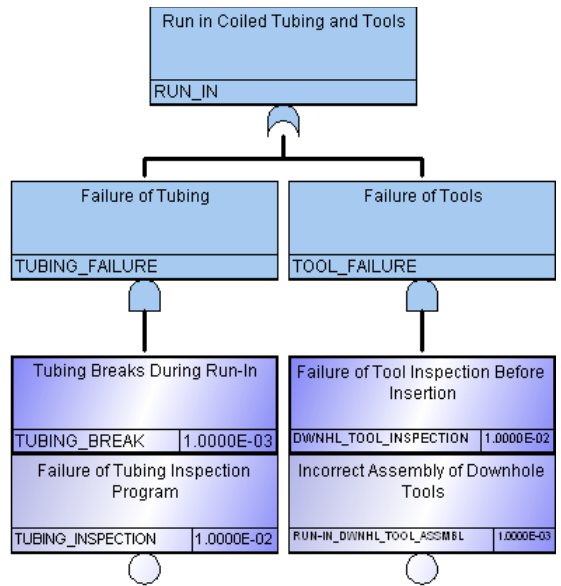 Run in Coiled Tubing and Tools
RUN_IN
Failure of Tubing
TUBING_FAILURE
Failure of Tools
TOOL_FAILURE
Tubing Breaks During Run-In
TUBING_BREAK 1.0000E-03
Failure of Tool Inspection Before
Insertion
DWNHL_TOOL_INSPECTION 1.0000E-02
Failure of Tubing Inspection
Program
TUBING_INSPECTION 1.0000E-02
Incorrect Assembly of Downhole
Tools
RUN-IN_DWNHL_TOOL_ASSMBL 1.0000E-03